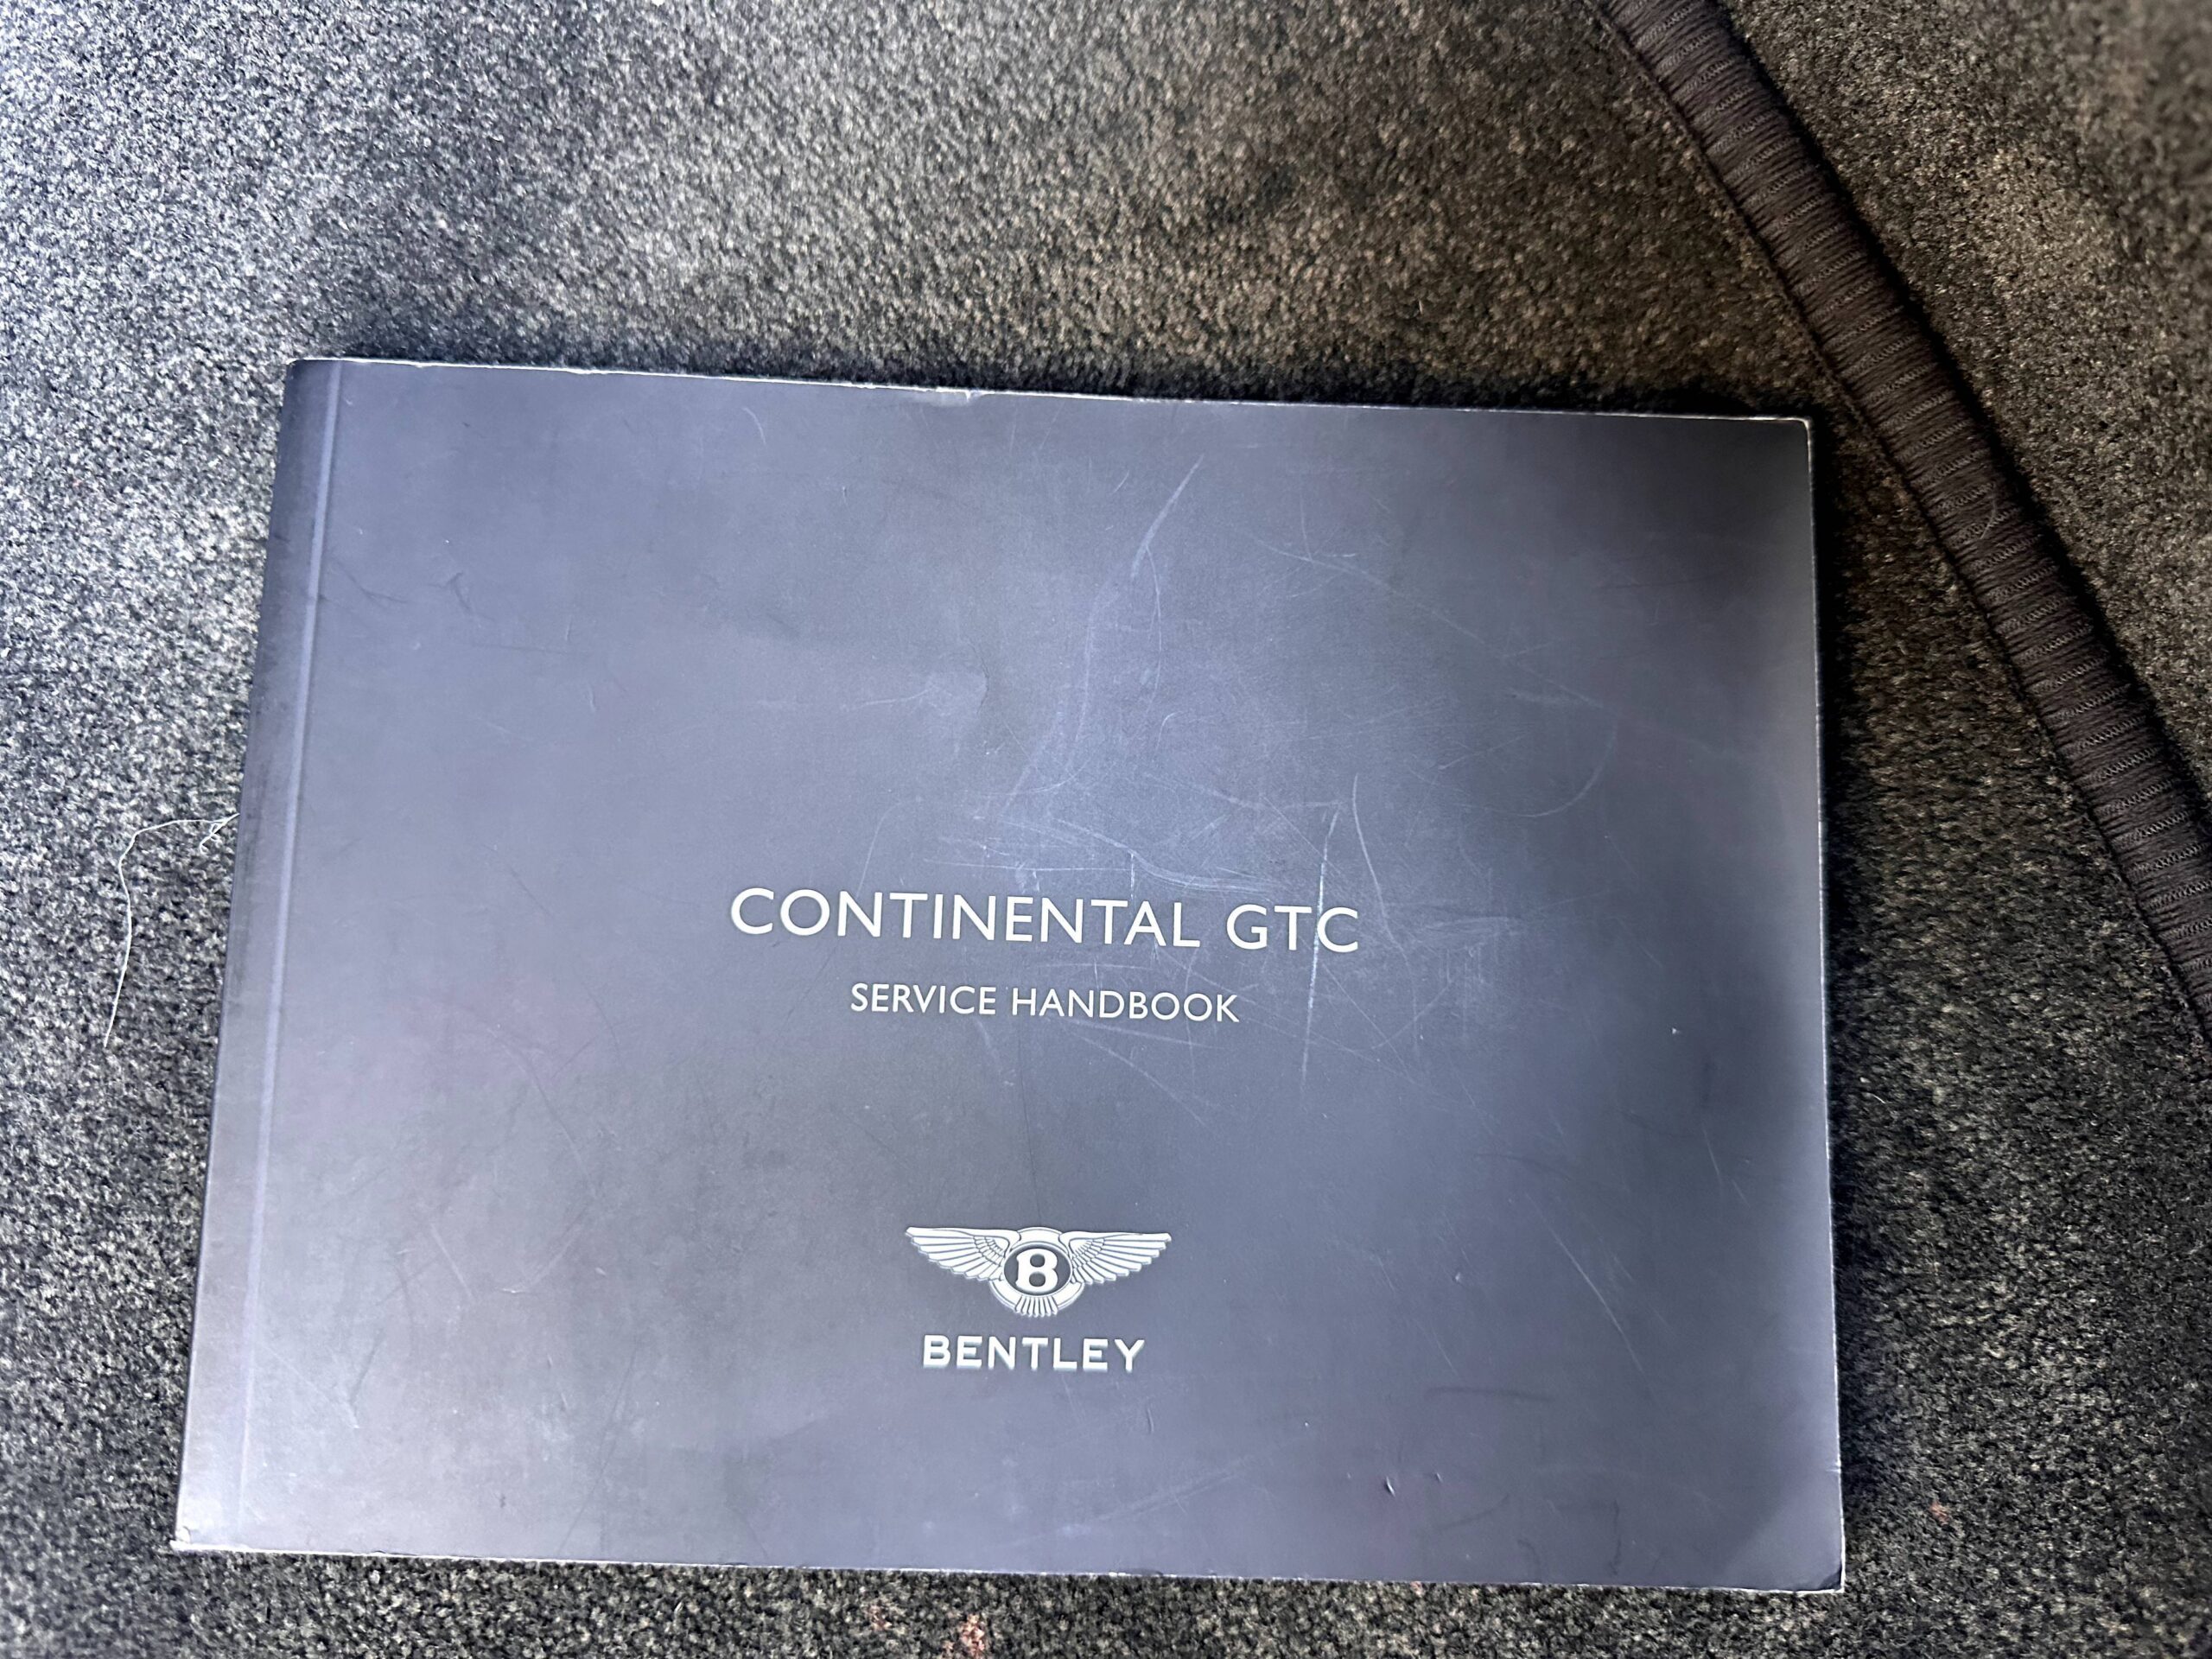 CONTINENTAL GTC
SERVICE HANDBOOK
B
BENTLEY